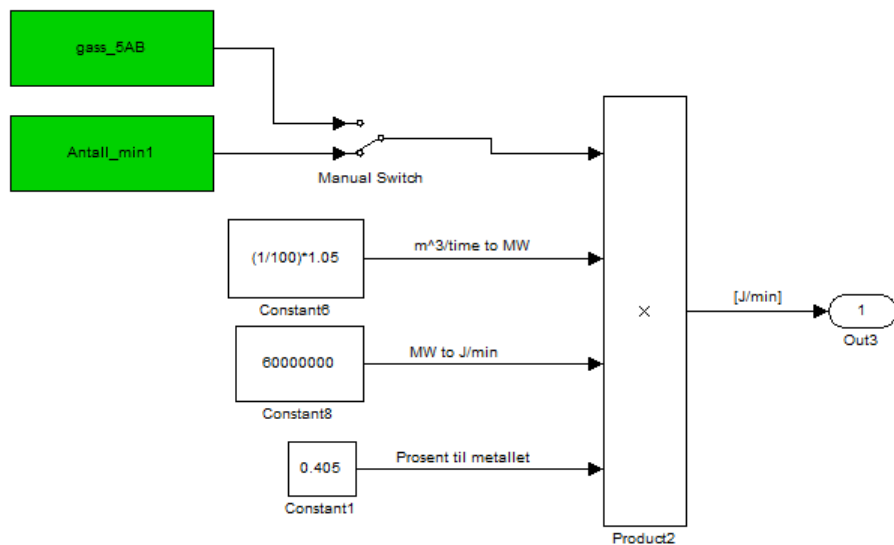 gass_5AB
Antall_min1
Manual Switch
(1/100)*1.05
m^3/time to MW
Constant6
60000000
MW to J/min
Constant8
0.405
Prosent til metallet
Constant1
×
Product2
[J/min]
1
Out3